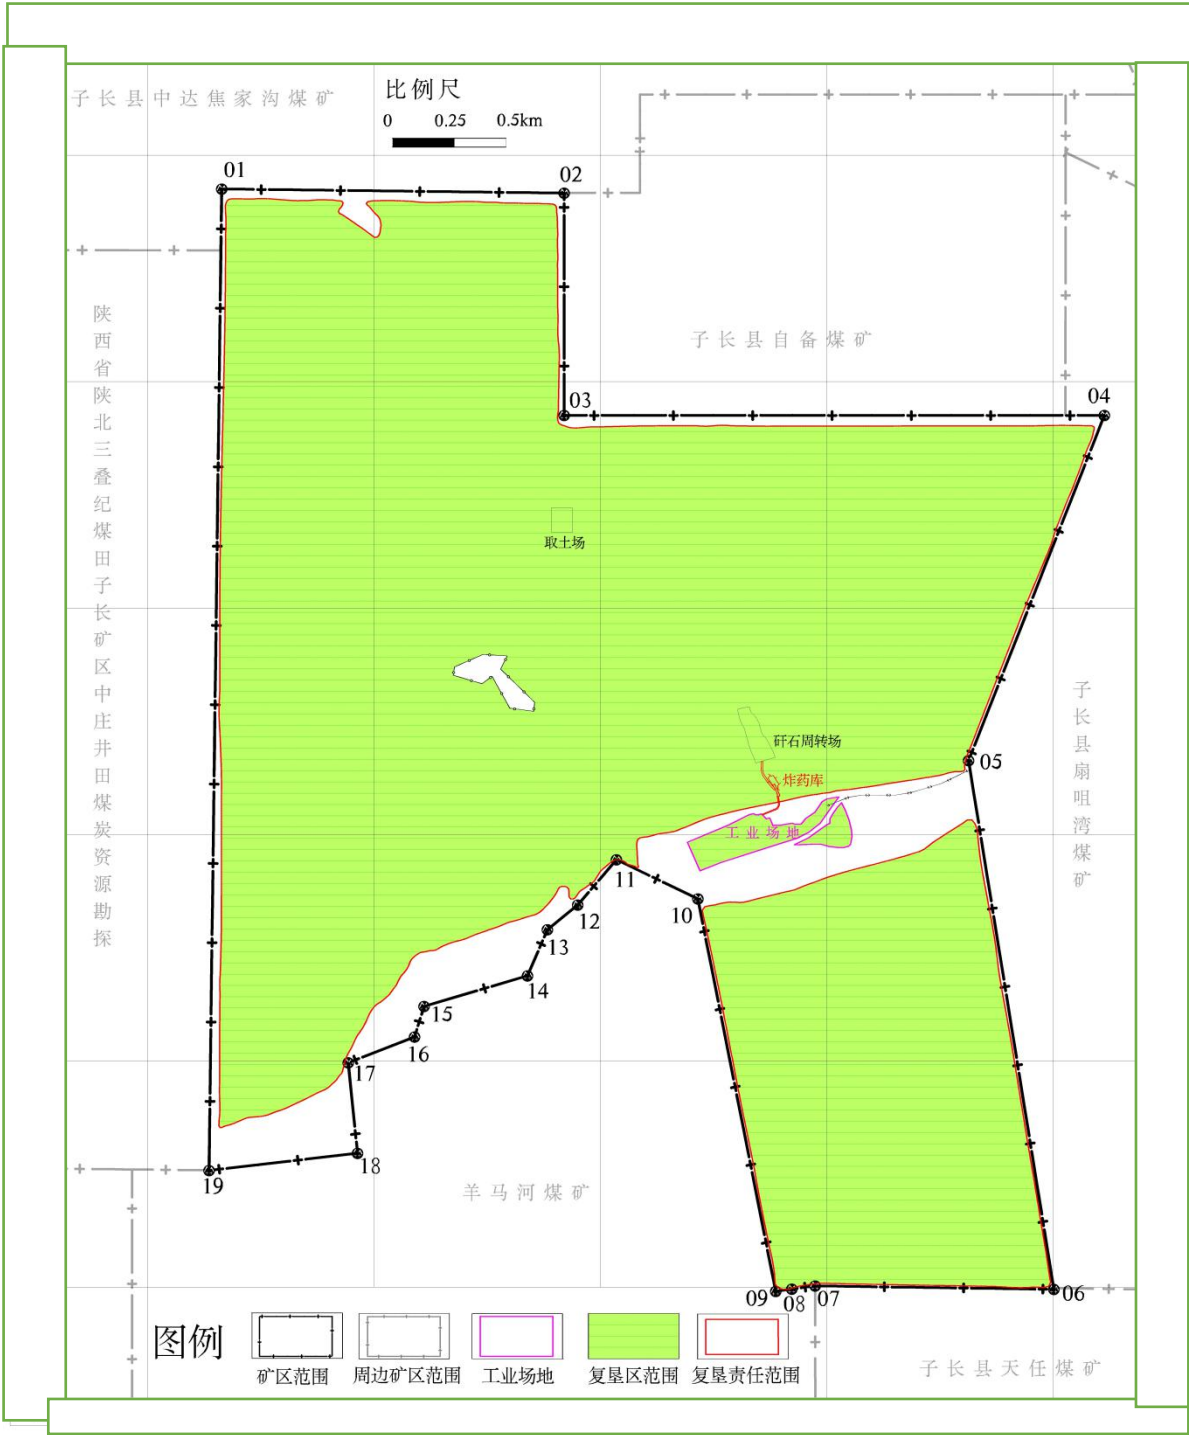 子长县中达焦家沟煤矿
比例尺
0 0.25 0.5km
01
02
子长县自备煤矿
03
04
陕西省陕北三叠纪煤田子长矿区中庄井田煤炭资源勘探
取土场
子长县扇咀湾煤矿
矸石周转场
05
炸药库
工业场地
11
10
12
13
14
15
16
17
18
19
羊马河煤矿
09
08
07
06
图例
矿区范围
周边矿区范围
工业场地
复垦区范围
复垦责任范围
子长县天任煤矿